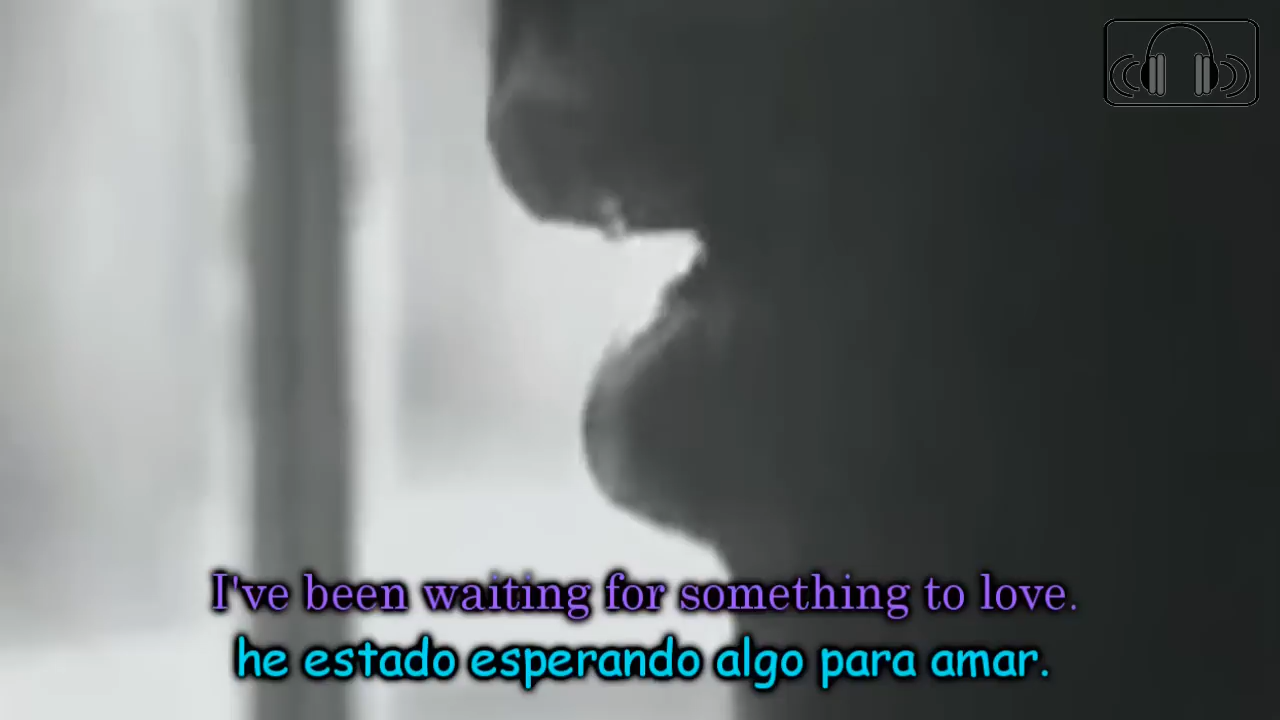 I've been waiting for something to love.
he estado esperando algo para amar.